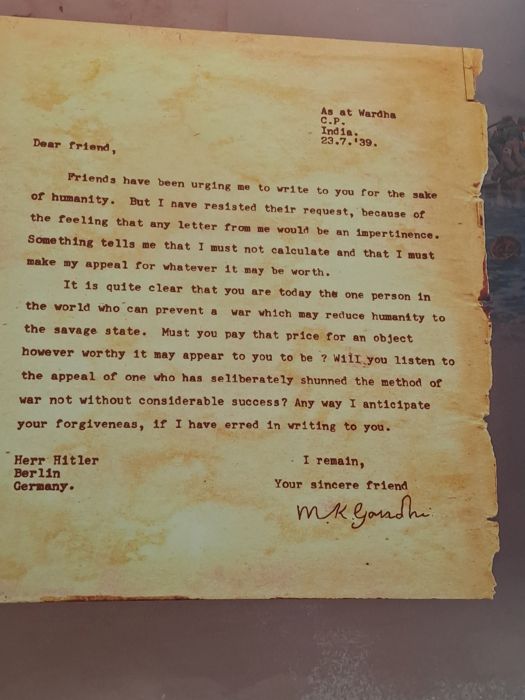 As at Wardha
C.P.
India.
23.7.'39.
Dear friend,
Friends have been urging me to write to you for the sake
of humanity. But I have resisted their request, because of
the feeling that any letter from me would be an impertinence.
Something tells me that I must not calculate and that I must
make my appeal for whatever it may be worth.
It is quite clear that you are today the one person in
the world who can prevent a war which may reduce humanity to
the savage state. Must you pay that price for an object
however worthy it may appear to you to be ? Will you listen to
the appeal of one who has seliberately shunned the method of
war not without considerable success? Any way I anticipate
your forgiveneas, if I have erred in writing to you.
I remain,
Your sincere friend
M.K.Gandhi
Herr Hitler
Berlin
Germany.